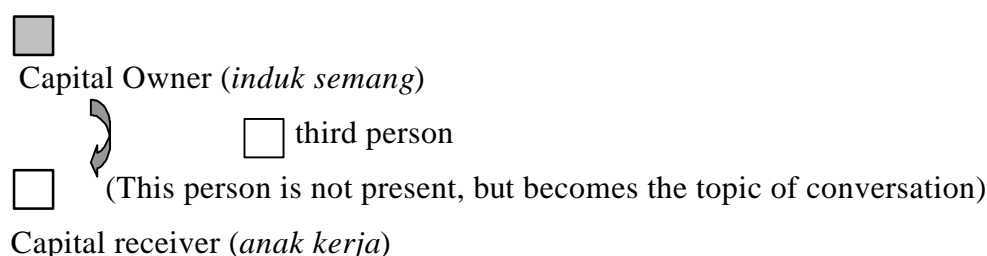 Capital Owner (induk semang)
third person
(This person is not present, but becomes the topic of conversation)
Capital receiver (anak kerja)